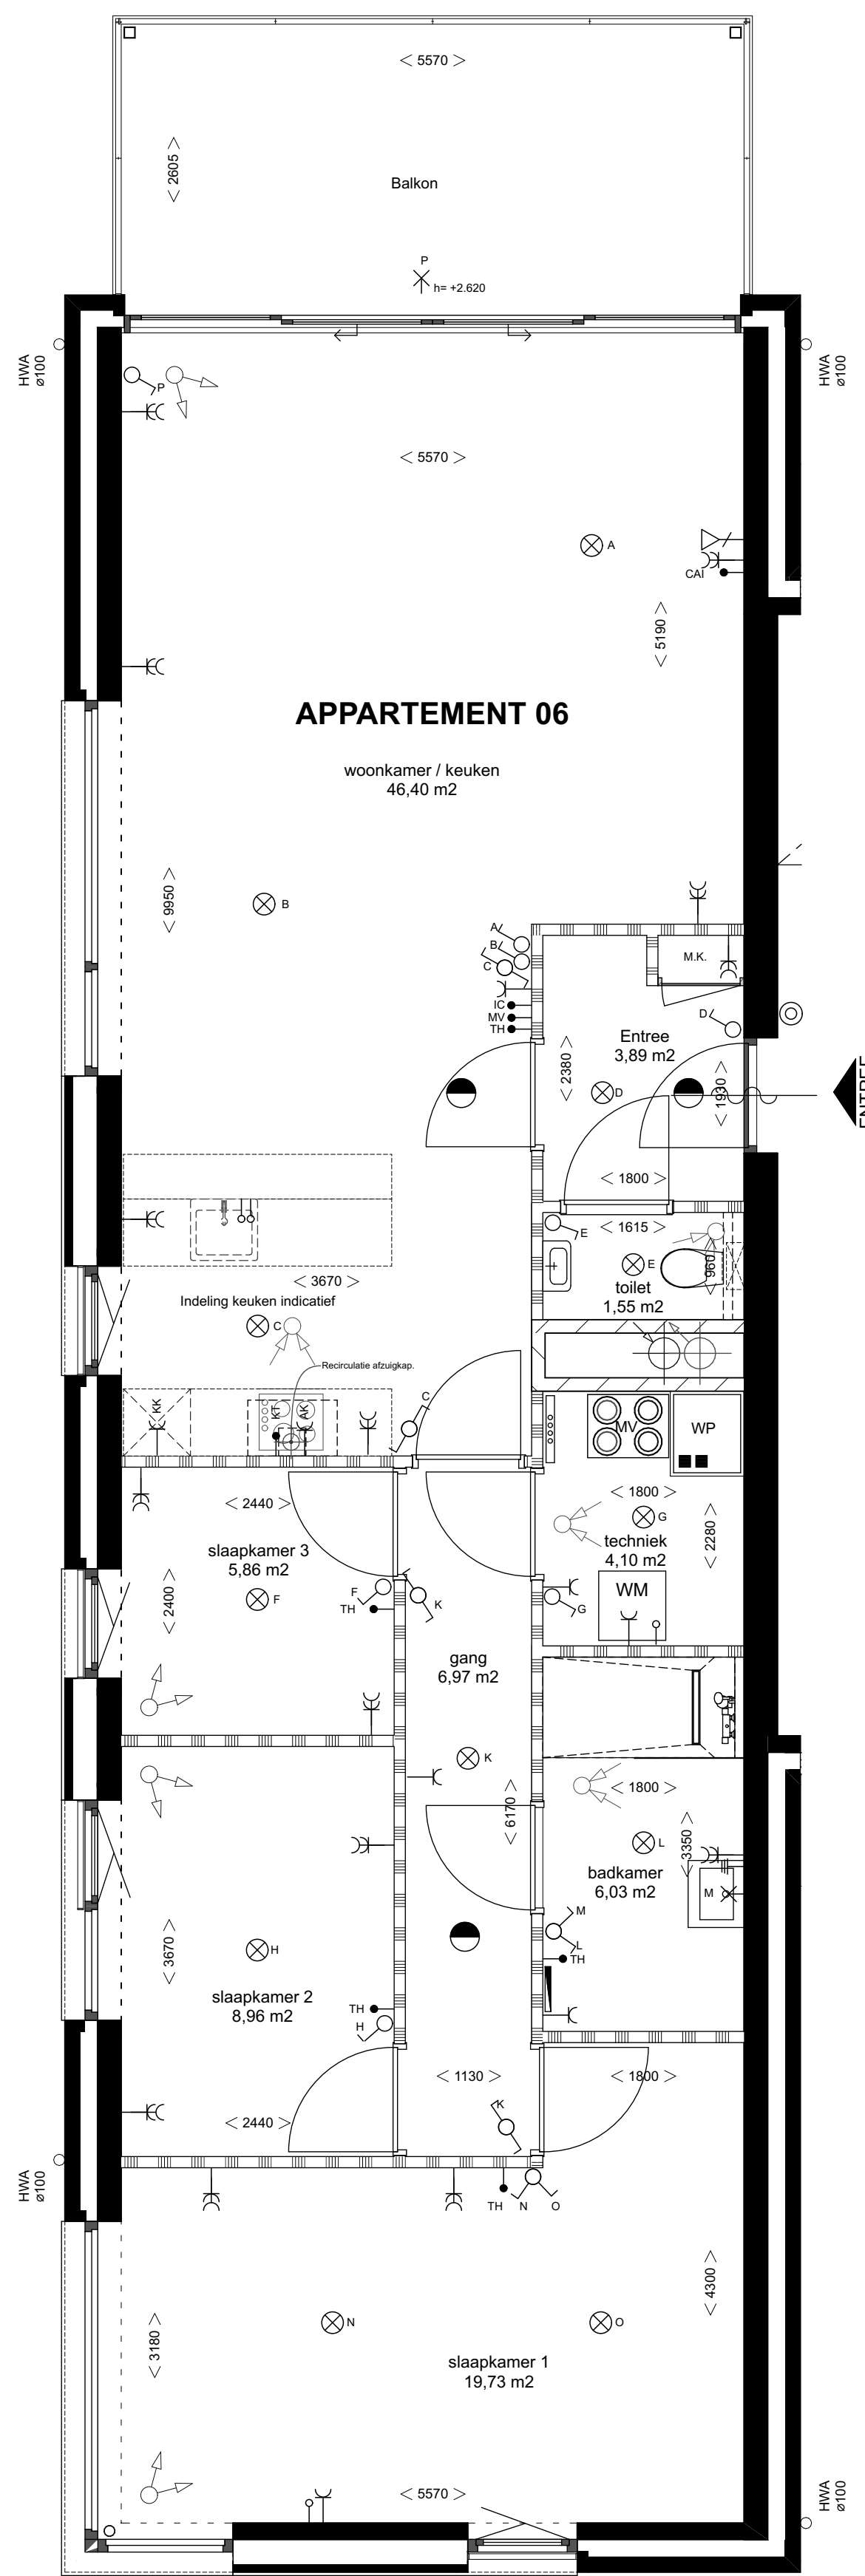 < 5570 >
< 2605 >
Balkon
P
h= +2.620
HWA
ø100
HWA
ø100
P
< 5570 >
A
CAI
< 5190 >
APPARTEMENT 06
woonkamer / keuken
46,40 m2
< 9950 >
B
A
B
C
IC
MV
TH
M.K.
D
Entree
3,89 m2
< 2380 >
D
< 1930 >
ENTREE
< 1800 >
< 1615 >
E
E
< 960 >
toilet
1,55 m2
< 3670 >
Indeling keuken indicatief
C
Recirculatie afzuigkap.
C
KK
KT
AK
MV
WP
< 2440 >
< 1800 >
G
techniek
4,10 m2
< 2280 >
slaapkamer 3
5,86 m2
< 2400 >
F
F
TH
K
WM
G
gang
6,97 m2
K
< 6170 >
< 1800 >
L
< 3350 >
badkamer
6,03 m2
M
M
L
TH
H
< 3670 >
slaapkamer 2
8,96 m2
TH
H
< 1130 >
< 1800 >
K
< 2440 >
HWA
ø100
TH
N
O
< 4300 >
N
O
< 3180 >
slaapkamer 1
19,73 m2
< 5570 >
HWA
ø100